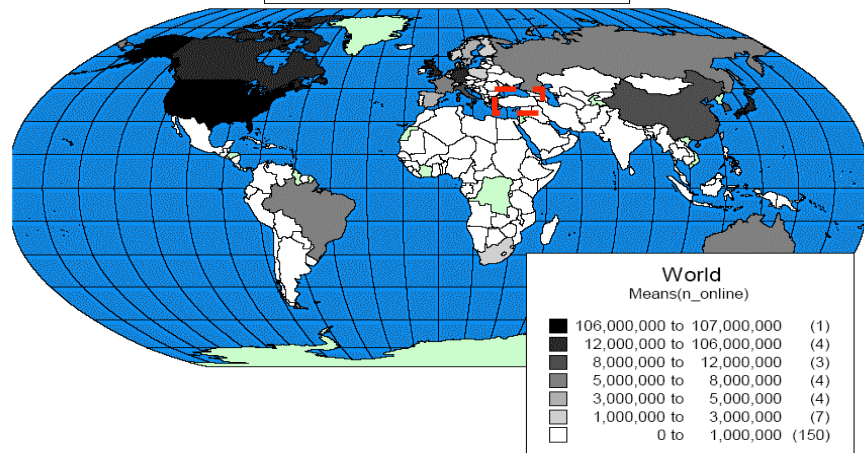 World
Means(n_online)
106,000,000 to 107,000,000 (1)
12,000,000 to 106,000,000 (4)
8,000,000 to 12,000,000 (3)
5,000,000 to 8,000,000 (4)
3,000,000 to 5,000,000 (4)
1,000,000 to 3,000,000 (7)
0 to 1,000,000 (150)